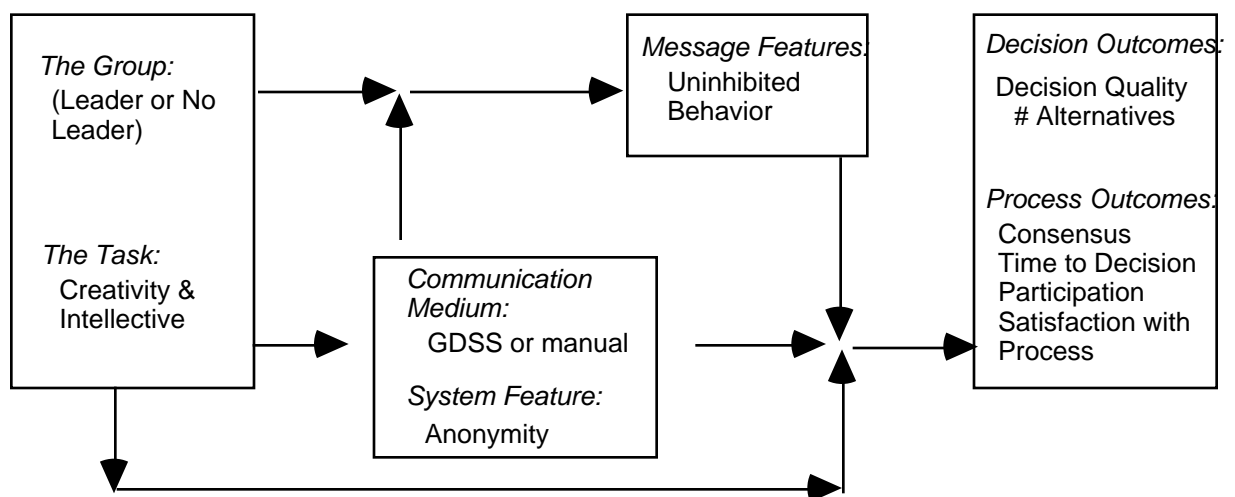 The Group:
(Leader or No
Leader)
The Task:
Creativity &
Intellective
Communication
Medium:
GDSS or manual
System Feature:
Anonymity
Message Features:
Uninhibited
Behavior
Decision Outcomes:
Decision Quality
# Alternatives
Process Outcomes:
Consensus
Time to Decision
Participation
Satisfaction with
Process